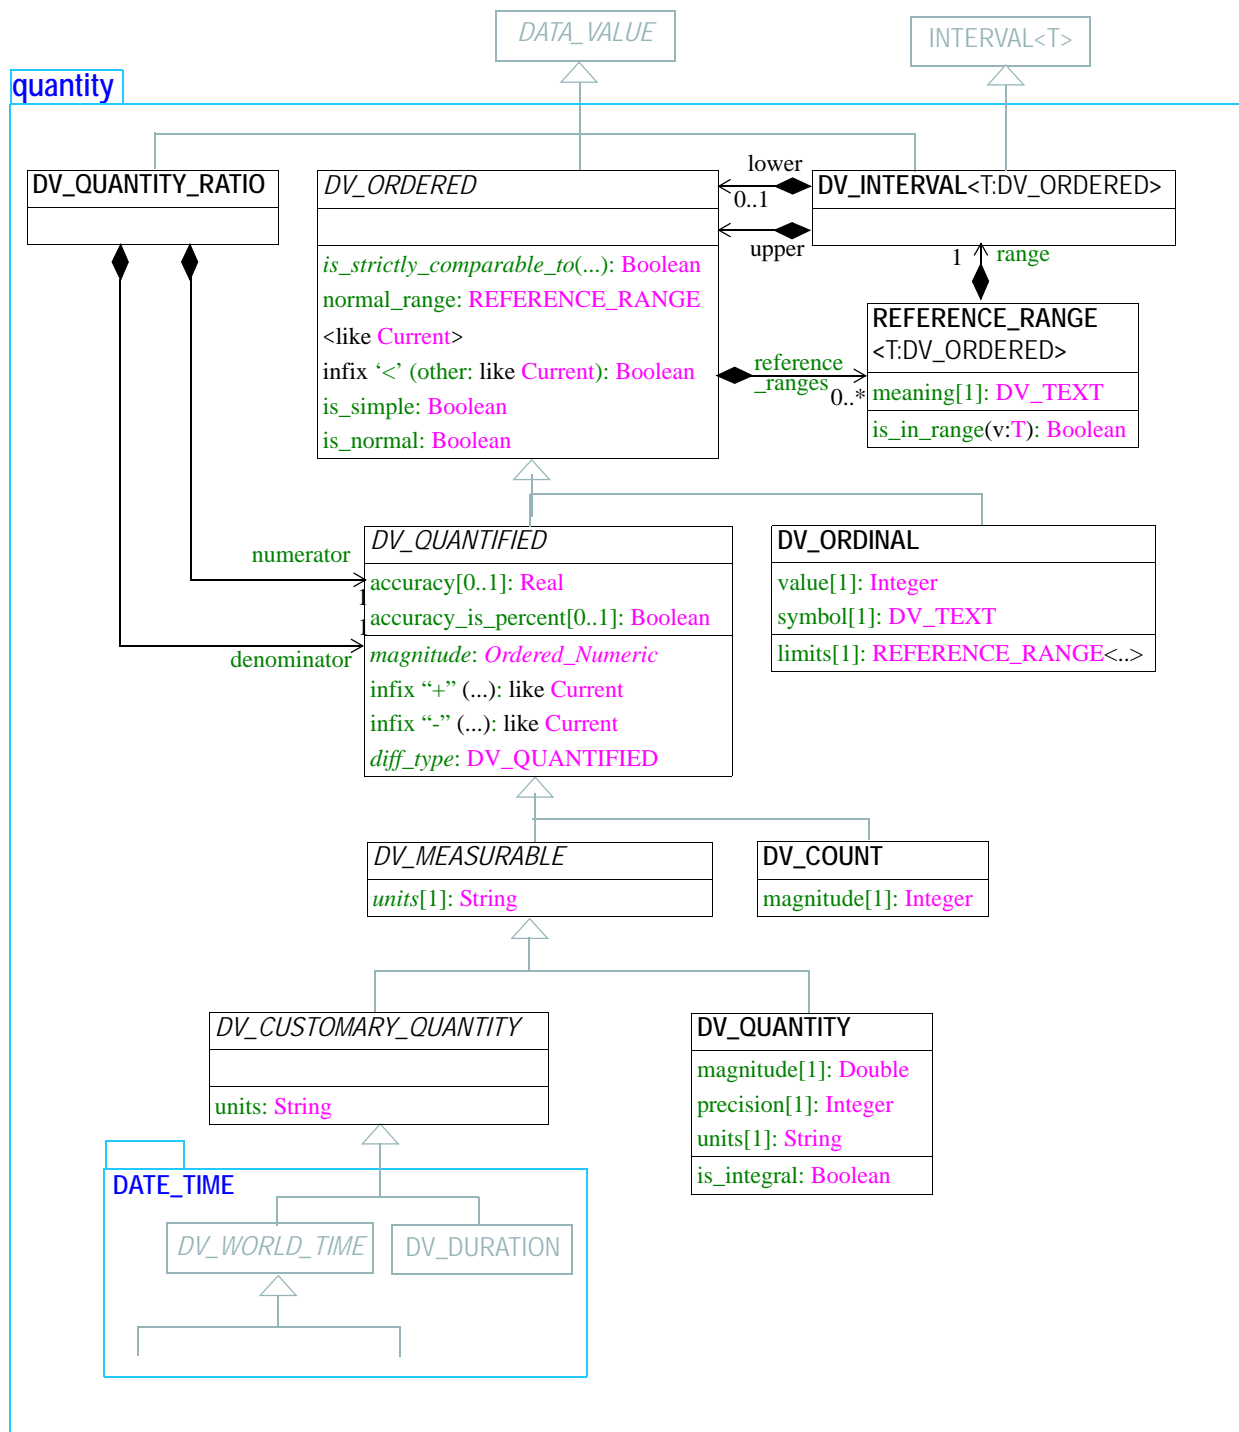 DATA_VALUE
INTERVAL<T>
quantity
DV_QUANTITY_RATIO
DV_ORDERED
is_strictly_comparable_to(...): Boolean
normal_range: REFERENCE_RANGE
<like Current>
infix ‘<’ (other: like Current): Boolean
is_simple: Boolean
is_normal: Boolean
lower
0..1
upper
DV_INTERVAL<T:DV_ORDERED>
1
range
REFERENCE_RANGE
<T:DV_ORDERED>
meaning[1]: DV_TEXT
is_in_range(v:T): Boolean
reference
_ranges
0..*
numerator
1
1
denominator
DV_QUANTIFIED
accuracy[0..1]: Real
accuracy_is_percent[0..1]: Boolean
magnitude: Ordered_Numeric
infix “+” (...): like Current
infix “-” (...): like Current
diff_type: DV_QUANTIFIED
DV_ORDINAL
value[1]: Integer
symbol[1]: DV_TEXT
limits[1]: REFERENCE_RANGE<..>
DV_MEASURABLE
units[1]: String
DV_COUNT
magnitude[1]: Integer
DV_CUSTOMARY_QUANTITY
units: String
DV_QUANTITY
magnitude[1]: Double
precision[1]: Integer
units[1]: String
is_integral: Boolean
DATE_TIME
DV_WORLD_TIME
DV_DURATION